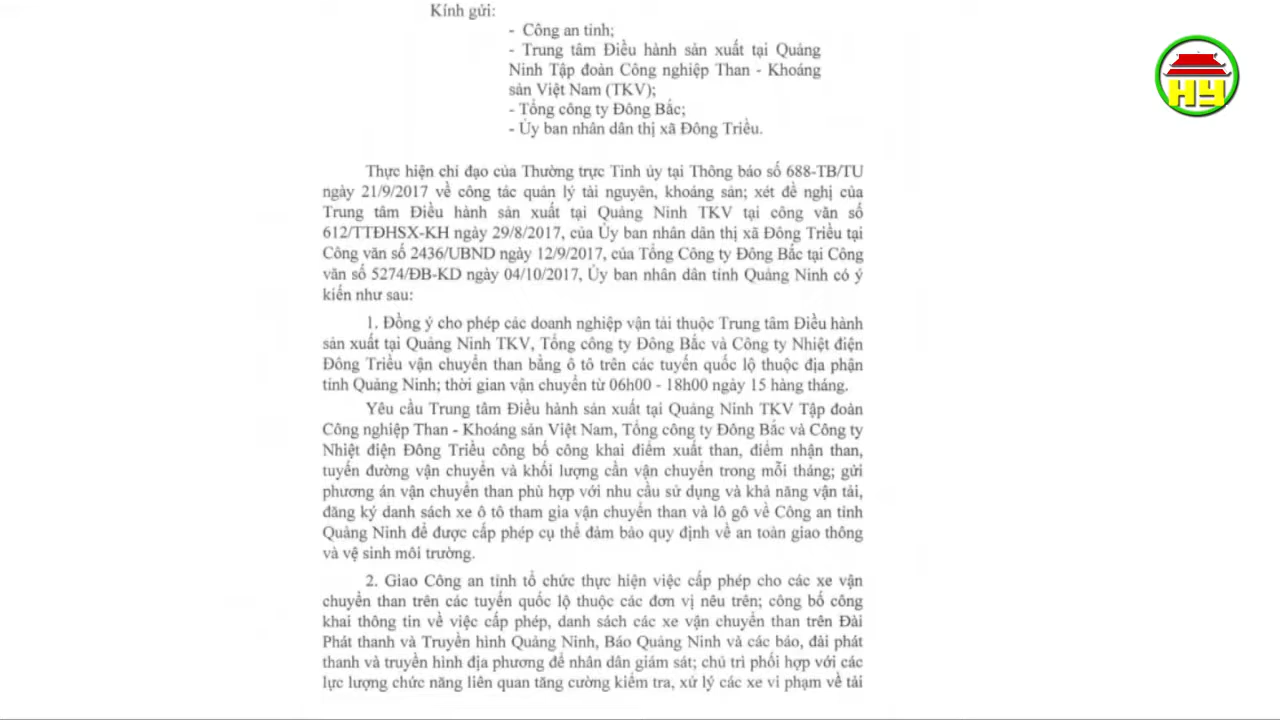 Kính gửi:
- Công an tỉnh;
- Trung tâm Điều hành sản xuất tại Quảng
Ninh Tập đoàn Công nghiệp Than - Khoáng
sản Việt Nam (TKV);
- Tổng công ty Đông Bắc;
- Ủy ban nhân dân thị xã Đông Triều.
HY
Thực hiện chỉ đạo của Thường trực Tỉnh ủy tại Thông báo số 688-TB/TU
ngày 21/9/2017 về công tác quản lý tài nguyên, khoáng sản; xét đề nghị của
Trung tâm Điều hành sản xuất tại Quảng Ninh TKV tại công văn số
612/TTĐHSX-KH ngày 29/8/2017, của Ủy ban nhân dân thị xã Đông Triều tại
Công văn số 2436/UBND ngày 12/9/2017, của Tổng Công ty Đông Bắc tại Công
văn số 5274/ĐB-KD ngày 04/10/2017, Ủy ban nhân dân tỉnh Quảng Ninh có ý
kiến như sau:
1. Đồng ý cho phép các doanh nghiệp vận tải thuộc Trung tâm Điều hành
sản xuất tại Quảng Ninh TKV, Tổng công ty Đông Bắc và Công ty Nhiệt điện
Đông Triều vận chuyển than bằng ô tô trên các tuyến quốc lộ thuộc địa phận
tỉnh Quảng Ninh; thời gian vận chuyển từ 06h00 - 18h00 ngày 15 hàng tháng.
Yêu cầu Trung tâm Điều hành sản xuất tại Quảng Ninh TKV Tập đoàn
Công nghiệp Than - Khoáng sản Việt Nam, Tổng công ty Đông Bắc và Công ty
Nhiệt điện Đông Triều công bố công khai điểm xuất than, điểm nhận than,
tuyến đường vận chuyển và khối lượng cần vận chuyển trong mỗi tháng; gửi
phương án vận chuyển than phù hợp với nhu cầu sử dụng và khả năng vận tải,
đăng ký danh sách xe ô tô tham gia vận chuyển than và lô gô về Công an tỉnh
Quảng Ninh để được cấp phép cụ thể đảm bảo quy định về an toàn giao thông
và vệ sinh môi trường.
2. Giao Công an tỉnh tổ chức thực hiện việc cấp phép cho các xe vận
chuyển than trên các tuyến quốc lộ thuộc các đơn vị nêu trên; công bố công
khai thông tin về việc cấp phép, danh sách các xe vận chuyển than trên Đài
Phát thanh và Truyền hình Quảng Ninh, Báo Quảng Ninh và các báo, đài phát
thanh và truyền hình địa phương để nhân dân giám sát; chủ trì phối hợp với các
lực lượng chức năng liên quan tăng cường kiểm tra, xử lý các xe vi phạm về tải